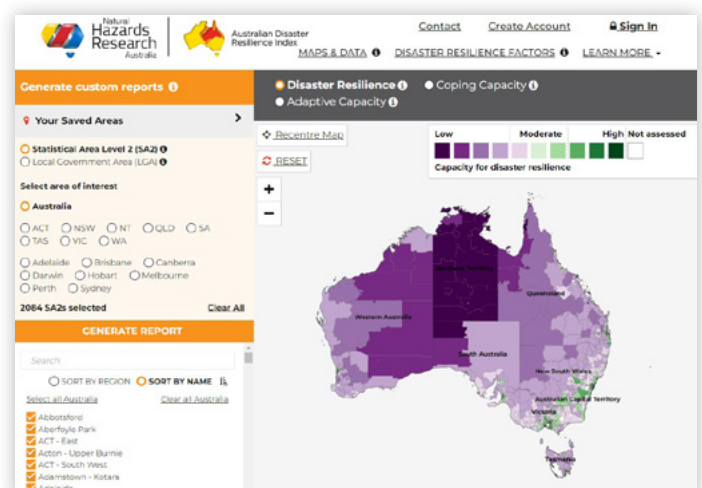 Natural
Hazards
Research
Australia
Australian Disaster
Resilience Index
Contact
Create Account
Sign In
MAPS & DATA
DISASTER RESILIENCE FACTORS
LEARN MORE
Generate custom reports
Disaster Resilience
Coping Capacity
Adaptive Capacity
Your Saved Areas
Statistical Area Level 2 (SA2)
Local Government Area (LGA)
Select area of interest
Australia
ACT NSW NT QLD SA
TAS VIC WA
Adelaide Brisbane Canberra
Darwin Hobart Melbourne
Perth Sydney
2084 SA2s selected
Clear All
GENERATE REPORT
Search
SORT BY REGION SORT BY NAME
Select all Australia
Clear all Australia
Abbotsford
Aberfoyle Park
ACT - East
Acton - Upper Burnie
ACT - South West
Adamstown - Kotara
Adelaide
Recentre Map
RESET
+
−
Low Moderate High Not assessed
Capacity for disaster resilience
Northern Territory
Queensland
Western Australia
South Australia
New South Wales
Australian Capital Territory
Victoria
Tasmania